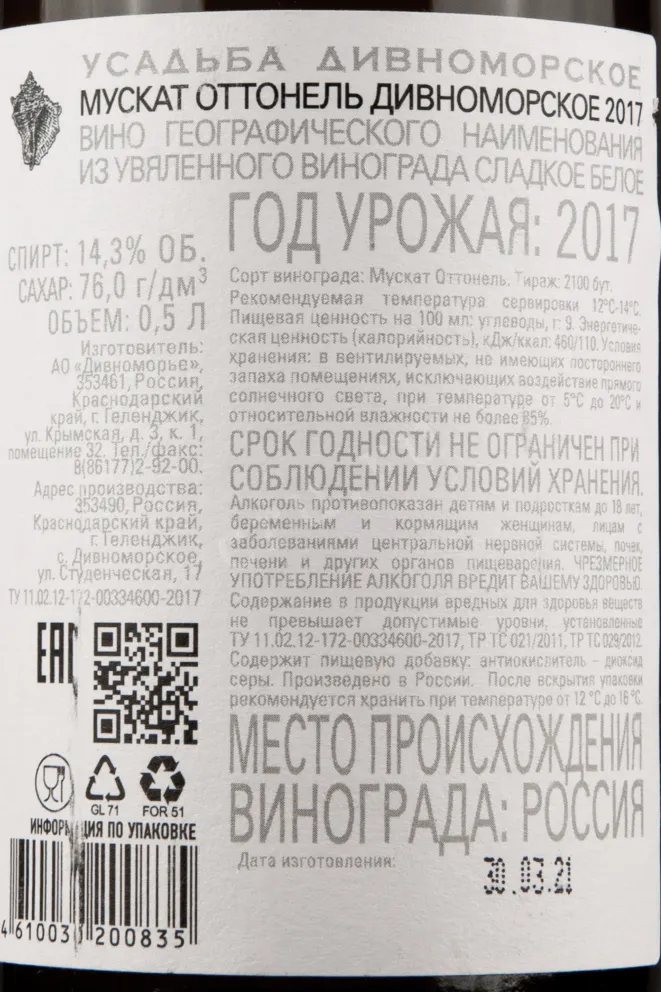 УСАДЬБА ДИВНОМОРСКОЕ
МУСКАТ ОТТОНЕЛЬ ДИВНОМОРСКОЕ 2017
ВИНО ГЕОГРАФИЧЕСКОГО НАИМЕНОВАНИЯ
ИЗ УВЯЛЕННОГО ВИНОГРАДА СЛАДКОЕ БЕЛОЕ
ГОД УРОЖАЯ: 2017
СПИРТ: 14,3% ОБ.
САХАР: 76,0 г/дм³
ОБЪЕМ: 0,5 Л
Изготовитель:
АО «Дивноморье»,
353461, Россия,
Краснодарский
край, г. Геленджик,
ул. Крымская, д. 3, к. 1,
помещение 32. Тел./факс:
8(86177)2-92-00.
Адрес производства:
353490, Россия,
Краснодарский край,
г. Геленджик,
с. Дивноморское,
ул. Студенческая, 17
ТУ 11.02.12-172-00334600-2017
Сорт винограда: Мускат Оттонель. Тираж: 2100 бут.
Рекомендуемая температура сервировки 12°C-14°C.
Пищевая ценность на 100 мл: углеводы, г: 9. Энергетиче-
ская ценность (калорийность), кДж/ккал: 460/110. Условия
хранения: в вентилируемых, не имеющих постороннего
запаха помещениях, исключающих воздействие прямого
солнечного света, при температуре от 5°C до 20°C и
относительной влажности не более 85%.
СРОК ГОДНОСТИ НЕ ОГРАНИЧЕН ПРИ
СОБЛЮДЕНИИ УСЛОВИЙ ХРАНЕНИЯ.
Алкоголь противопоказан детям и подросткам до 18 лет,
беременным и кормящим женщинам, лицам с
заболеваниями центральной нервной системы, почек,
печени и других органов пищеварения. ЧРЕЗМЕРНОЕ
УПОТРЕБЛЕНИЕ АЛКОГОЛЯ ВРЕДИТ ВАШЕМУ ЗДОРОВЬЮ.
Содержание в продукции вредных для здоровья веществ
не превышает допустимые уровни, установленные
ТУ 11.02.12-172-00334600-2017, ТР ТС 021/2011, ТР ТС 029/2012.
Содержит пищевую добавку: антиокислитель - диоксид
серы. Произведено в России. После вскрытия упаковки
рекомендуется хранить при температуре от 12 °C до 16 °C.
МЕСТО ПРОИСХОЖДЕНИЯ
ВИНОГРАДА: РОССИЯ
Дата изготовления: 30.03.21
EAC
GL 71 FOR 51
ИНФОРМАЦИЯ ПО УПАКОВКЕ
4 610033 200835